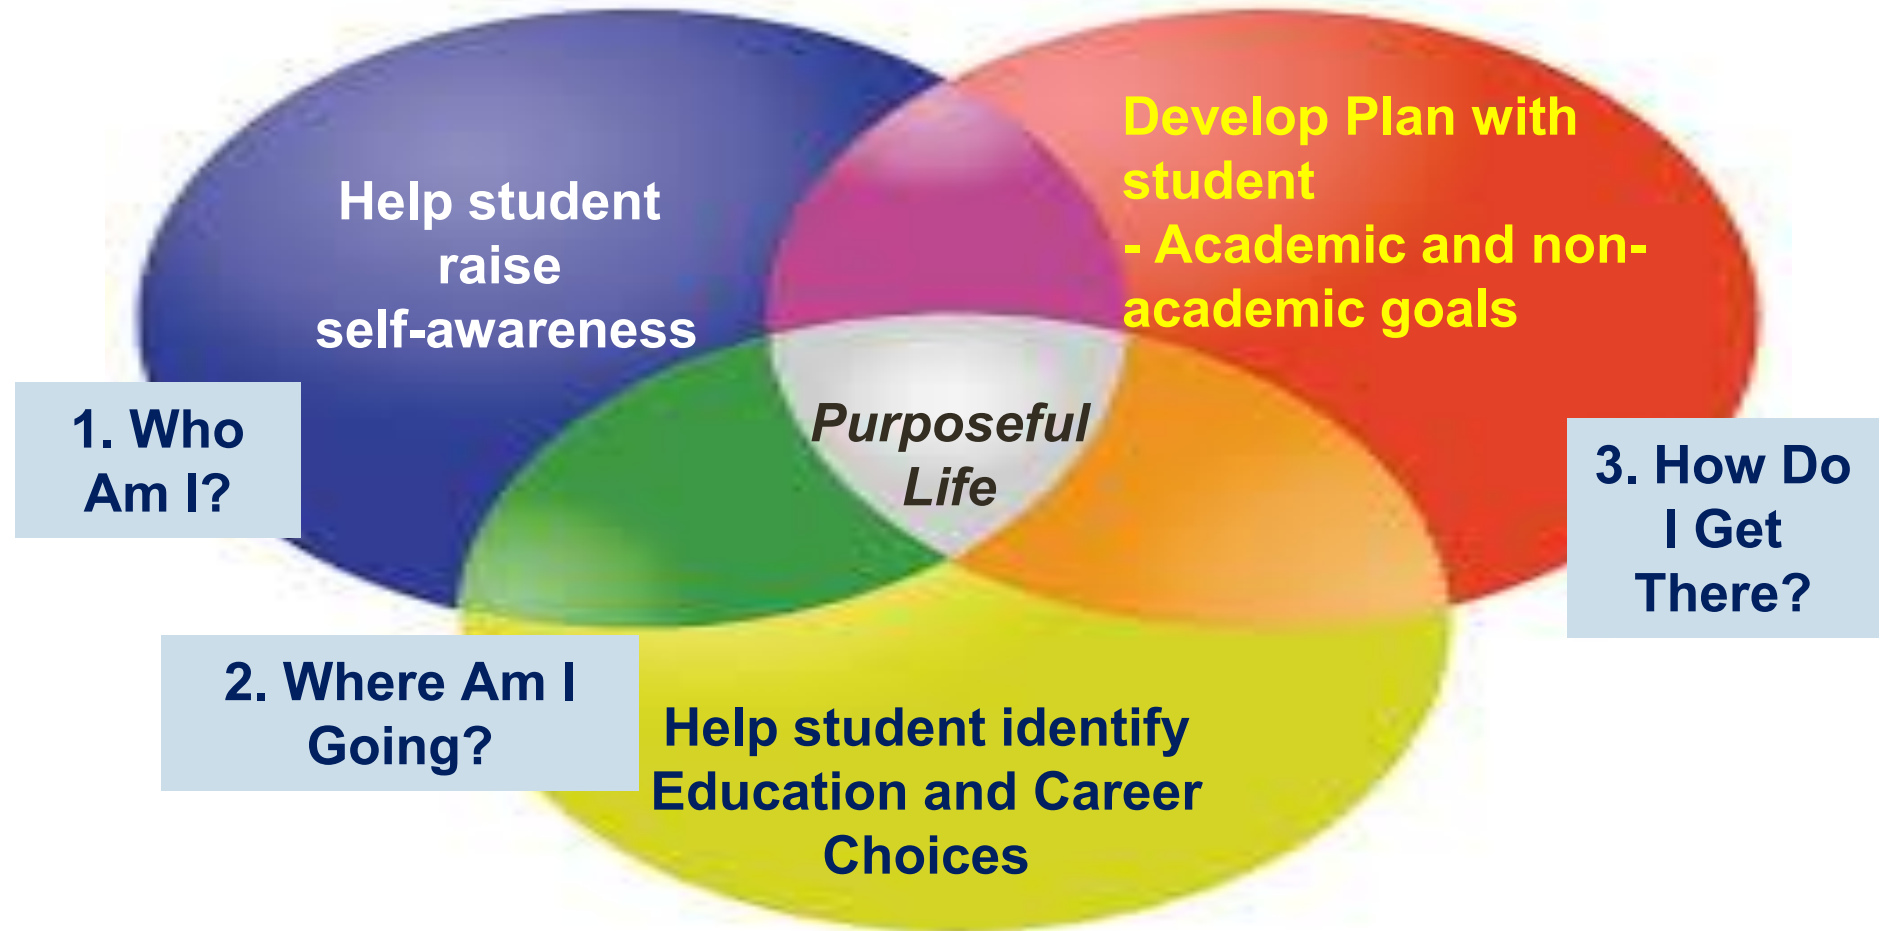 Help student
raise
self-awareness
Develop Plan with
student
- Academic and non-
academic goals
1. Who
Am I?
Purposeful
Life
3. How Do
I Get
There?
2. Where Am I
Going?
Help student identify
Education and Career
Choices